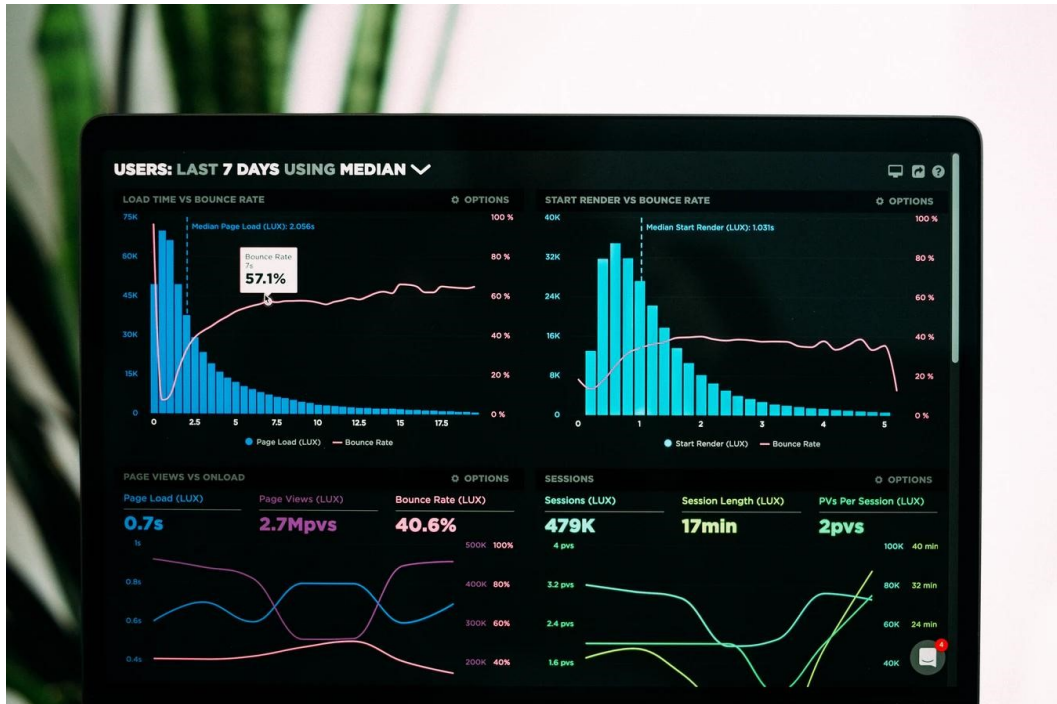 USERS: LAST 7 DAYS USING MEDIAN
LOAD TIME VS BOUNCE RATE
OPTIONS
75K
60K
45K
30K
15K
0
100 %
80 %
60 %
40 %
20 %
0 %
Median Page Load (LUX): 2.056s
Bounce Rate
7s
57.1%
0 2.5 5 7.5 10 12.5 15 17.5
Page Load (LUX) Bounce Rate
START RENDER VS BOUNCE RATE
OPTIONS
40K
32K
24K
16K
8K
0
100 %
80 %
60 %
40 %
20 %
0 %
Median Start Render (LUX): 1.031s
0 1 2 3 4 5
Start Render (LUX) Bounce Rate
PAGE VIEWS VS ONLOAD
OPTIONS
Page Load (LUX) Page Views (LUX) Bounce Rate (LUX)
0.7s 2.7Mpvs 40.6%
1s 500K 100%
0.8s 400K 80%
0.6s 300K 60%
0.4s 200K 40%
SESSIONS
OPTIONS
Sessions (LUX) Session Length (LUX) PVs Per Session (LUX)
479K 17min 2pvs
4 pvs 100K 40 min
3.2 pvs 80K 32 min
2.4 pvs 60K 24 min
1.6 pvs 40K
4